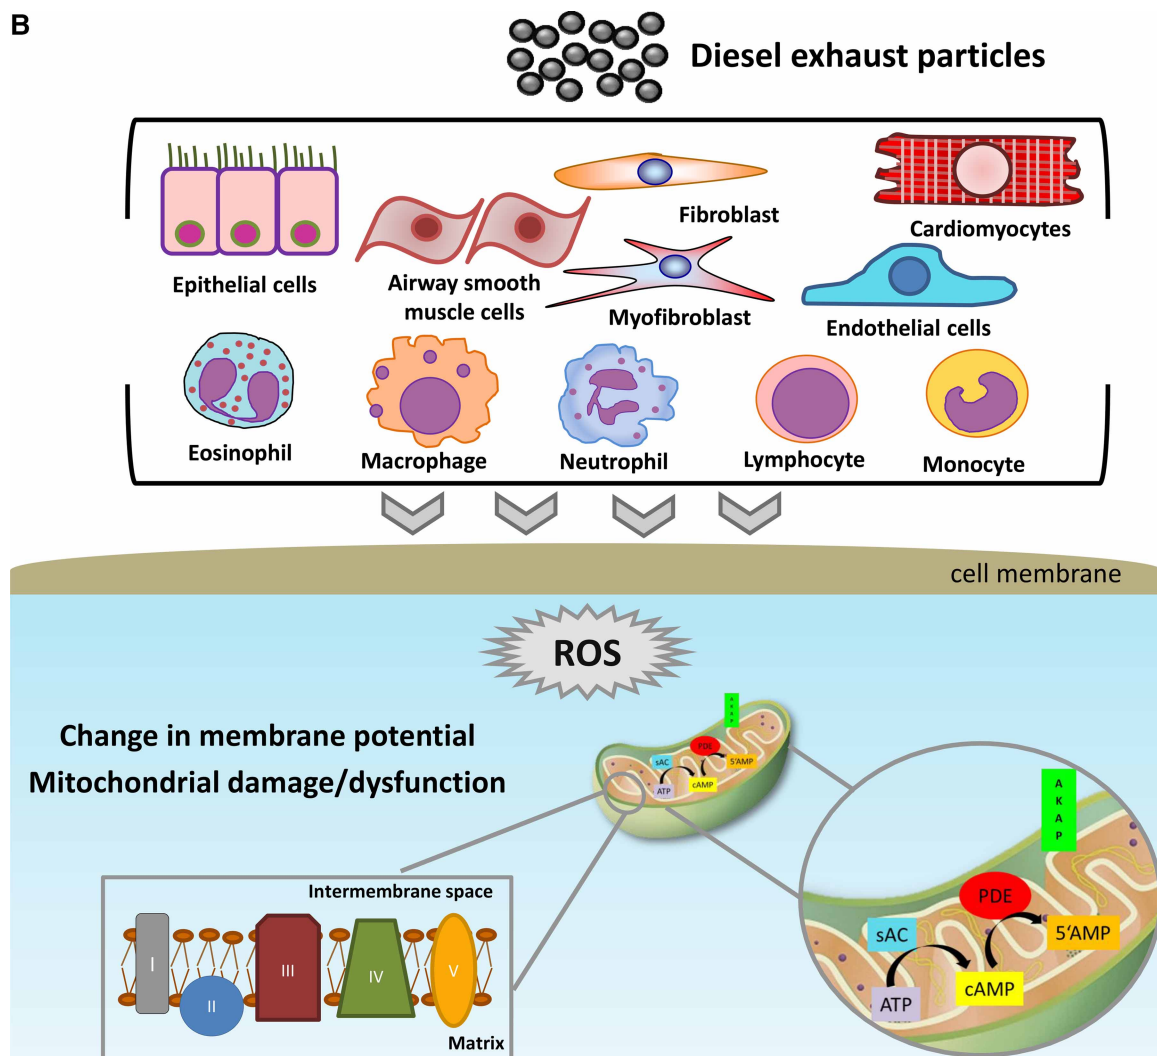 B
Diesel exhaust particles
Epithelial cells
Airway smooth
muscle cells
Fibroblast
Myofibroblast
Cardiomyocytes
Endothelial cells
Eosinophil
Macrophage
Neutrophil
Lymphocyte
Monocyte
cell membrane
ROS
Change in membrane potential
Mitochondrial damage/dysfunction
AKAP
sAC
PDE
5'AMP
ATP
cAMP
Intermembrane space
I
II
III
IV
V
Matrix
A
K
A
P
PDE
sAC
5‘AMP
cAMP
ATP